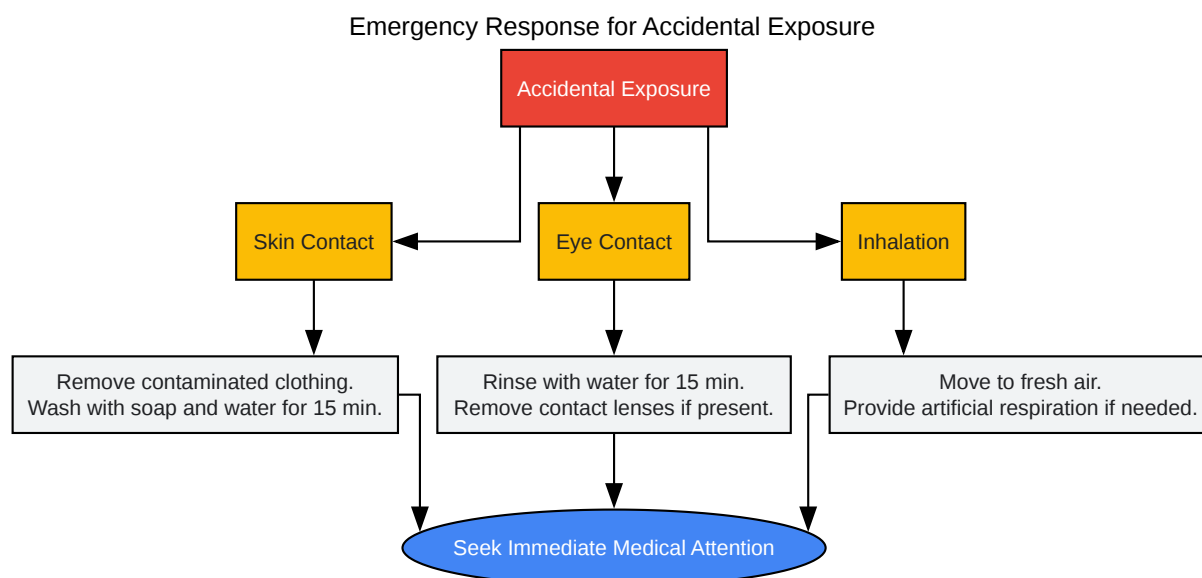 Emergency Response for Accidental Exposure
Accidental Exposure
Skin Contact
Eye Contact
Inhalation
Remove contaminated clothing.
Wash with soap and water for 15 min.
Rinse with water for 15 min.
Remove contact lenses if present.
Move to fresh air.
Provide artificial respiration if needed.
Seek Immediate Medical Attention